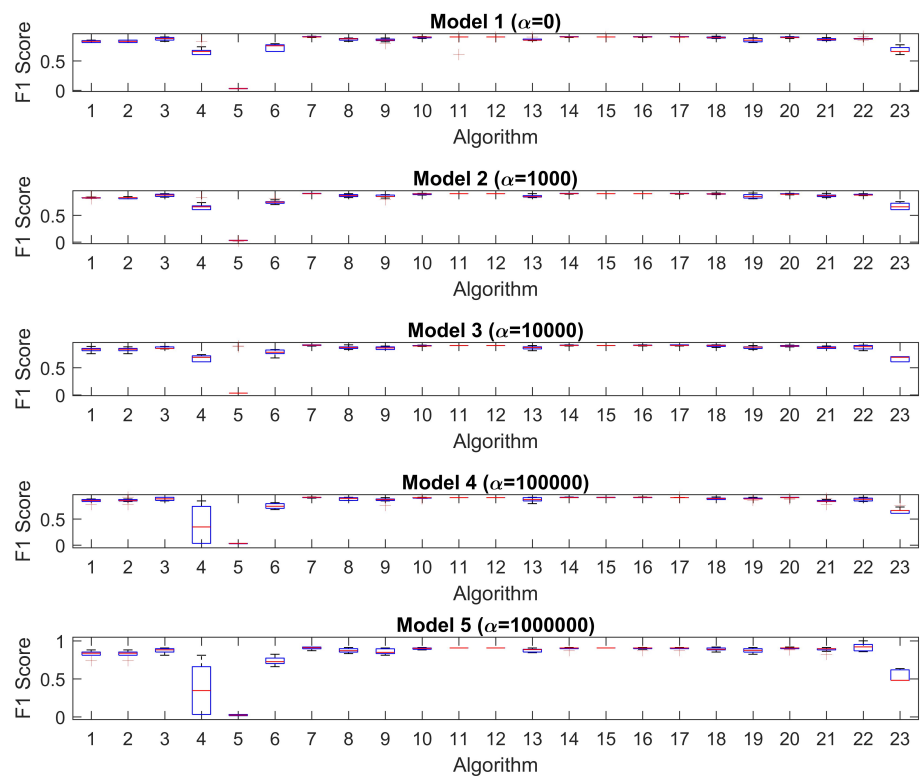 Model 1 (α=0)
F1 Score
0.5
0
1 2 3 4 5 6 7 8 9 10 11 12 13 14 15 16 17 18 19 20 21 22 23
Algorithm
Model 2 (α=1000)
F1 Score
0.5
0
1 2 3 4 5 6 7 8 9 10 11 12 13 14 15 16 17 18 19 20 21 22 23
Algorithm
Model 3 (α=10000)
F1 Score
0.5
0
1 2 3 4 5 6 7 8 9 10 11 12 13 14 15 16 17 18 19 20 21 22 23
Algorithm
Model 4 (α=100000)
F1 Score
0.5
0
1 2 3 4 5 6 7 8 9 10 11 12 13 14 15 16 17 18 19 20 21 22 23
Algorithm
Model 5 (α=1000000)
F1 Score
1
0.5
0
1 2 3 4 5 6 7 8 9 10 11 12 13 14 15 16 17 18 19 20 21 22 23
Algorithm